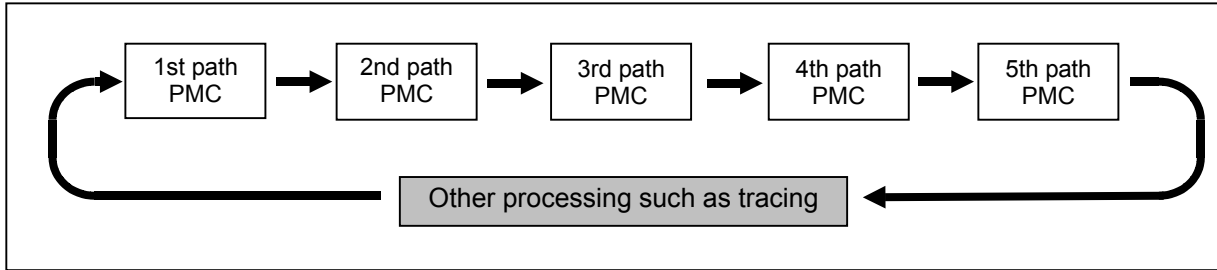 1st path
PMC
2nd path
PMC
3rd path
PMC
4th path
PMC
5th path
PMC
Other processing such as tracing